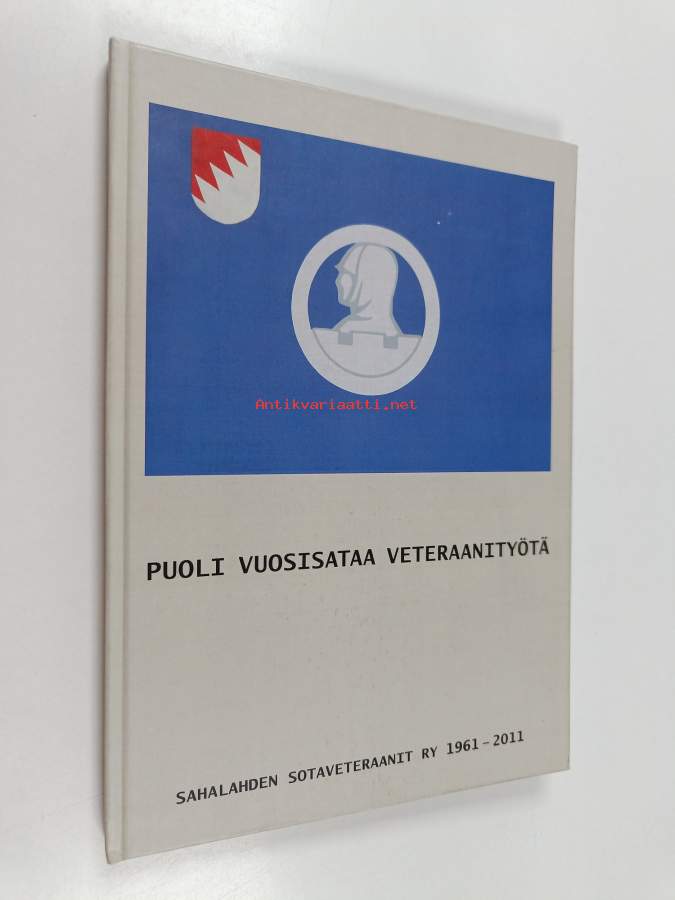 Antikvariaatti.net
PUOLI VUOSISATAA VETERAANITYÖTÄ
SAHALAHDEN SOTAVETERAANIT RY 1961 – 2011